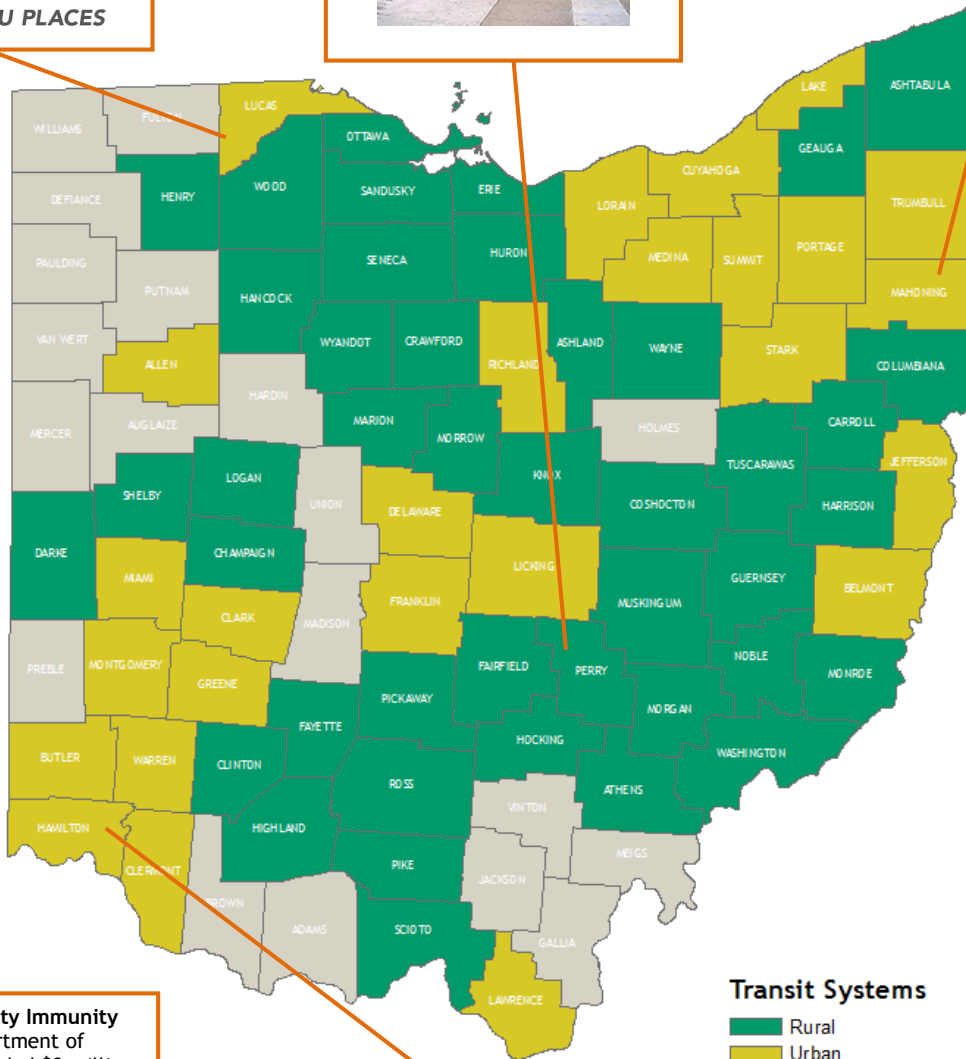 U PLACES
LAKE
ASHTABULA
LUCAS
FULTON
WILLIAMS
OTTAWA
GEAUGA
CUYAHOGA
WOOD
SANDUSKY
ERIE
HENRY
DEFIANCE
LORAIN
TRUMBULL
PORTAGE
HURON
MEDINA
SUMMIT
SENECA
PAULDING
PUTNAM
HANCOCK
MAHONING
VAN WERT
WYANDOT
CRAWFORD
ASHLAND
WAYNE
STARK
ALLEN
RICHLAND
COLUMBIANA
HARDIN
MARION
CARROLL
AUGLAIZE
HOLMES
MERCER
MORROW
JEFFERSON
TUSCARAWAS
LOGAN
KNOX
SHELBY
UNION
COSHOCTON
HARRISON
DELAWARE
DARKE
CHAMPAIGN
LICKING
MIAMI
GUERNSEY
BELMONT
FRANKLIN
MUSKINGUM
CLARK
MADISON
NOBLE
MONTGOMERY
FAIRFIELD
PREBLE
PERRY
MONROE
GREENE
PICKAWAY
MORGAN
FAYETTE
HOCKING
WASHINGTON
BUTLER
WARREN
CLINTON
ROSS
ATHENS
VINTON
HAMILTON
HIGHLAND
MEIGS
PIKE
CLERMONT
JACKSON
BROWN
ADAMS
SCIOTO
GALLIA
LAWRENCE
ty Immunity
rtment of
Transit Systems
Rural
Urban